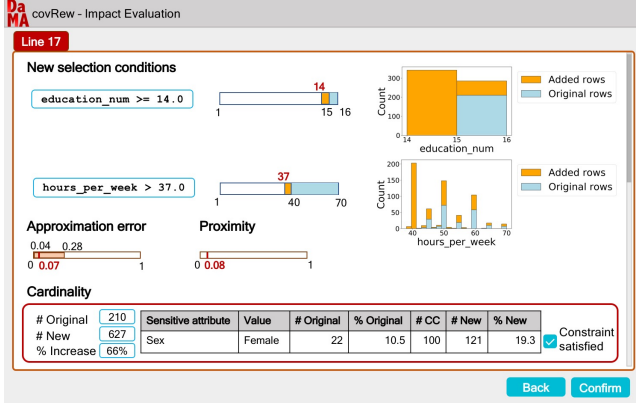 DaMA covRew - Impact Evaluation
Line 17
New selection conditions
education_num >= 14.0
14
1 15 16
Count
300
200
100
0
14 15 16
education_num
Added rows
Original rows
hours_per_week > 37.0
37
1 40 70
Count
200
150
100
50
0
40 50 60 70
hours_per_week
Added rows
Original rows
Approximation error
0.04 0.28
0 0.07 1
Proximity
0 0.08 1
Cardinality
# Original 210
# New 627
% Increase 66%
Sensitive attribute Value # Original % Original # CC # New % New
Sex Female 22 10.5 100 121 19.3
Constraint
satisfied
Back Confirm